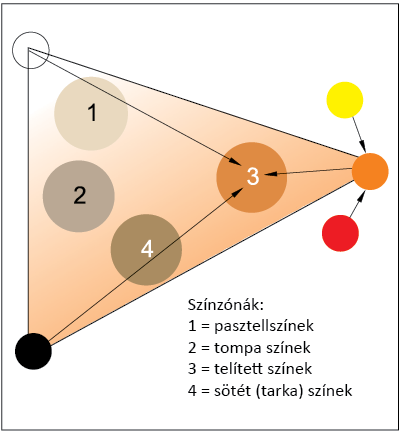 1
2
3
4
Színzónák:
1 = pasztellszínek
2 = tompa színek
3 = telített színek
4 = sötét (tarka) színek